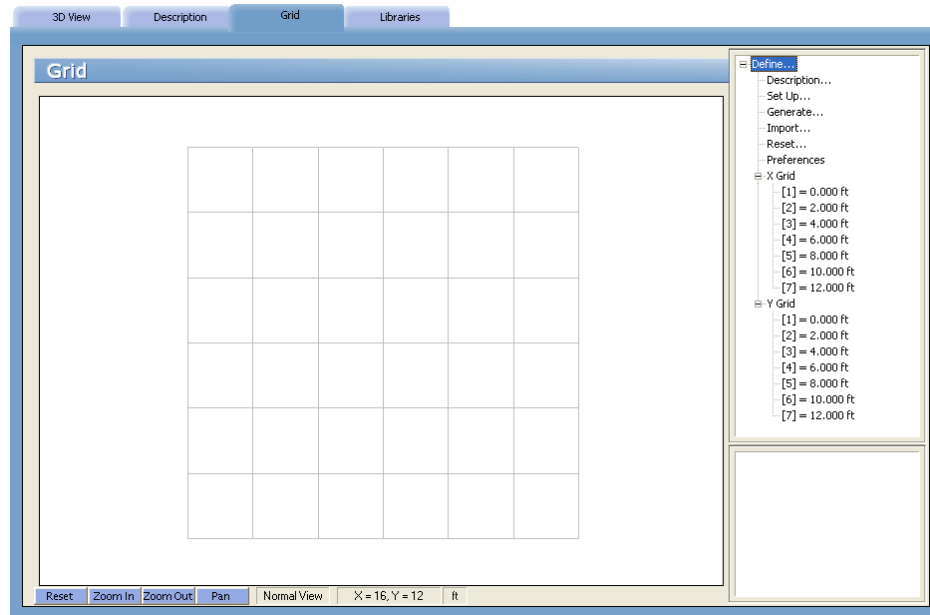 3D View Description Grid Libraries
Grid
Define...
Description...
Set Up...
Generate...
Import...
Reset...
Preferences
X Grid
[1] = 0.000 ft
[2] = 2.000 ft
[3] = 4.000 ft
[4] = 6.000 ft
[5] = 8.000 ft
[6] = 10.000 ft
[7] = 12.000 ft
Y Grid
[1] = 0.000 ft
[2] = 2.000 ft
[3] = 4.000 ft
[4] = 6.000 ft
[5] = 8.000 ft
[6] = 10.000 ft
[7] = 12.000 ft
Reset Zoom In Zoom Out Pan Normal View X = 16, Y = 12 ft